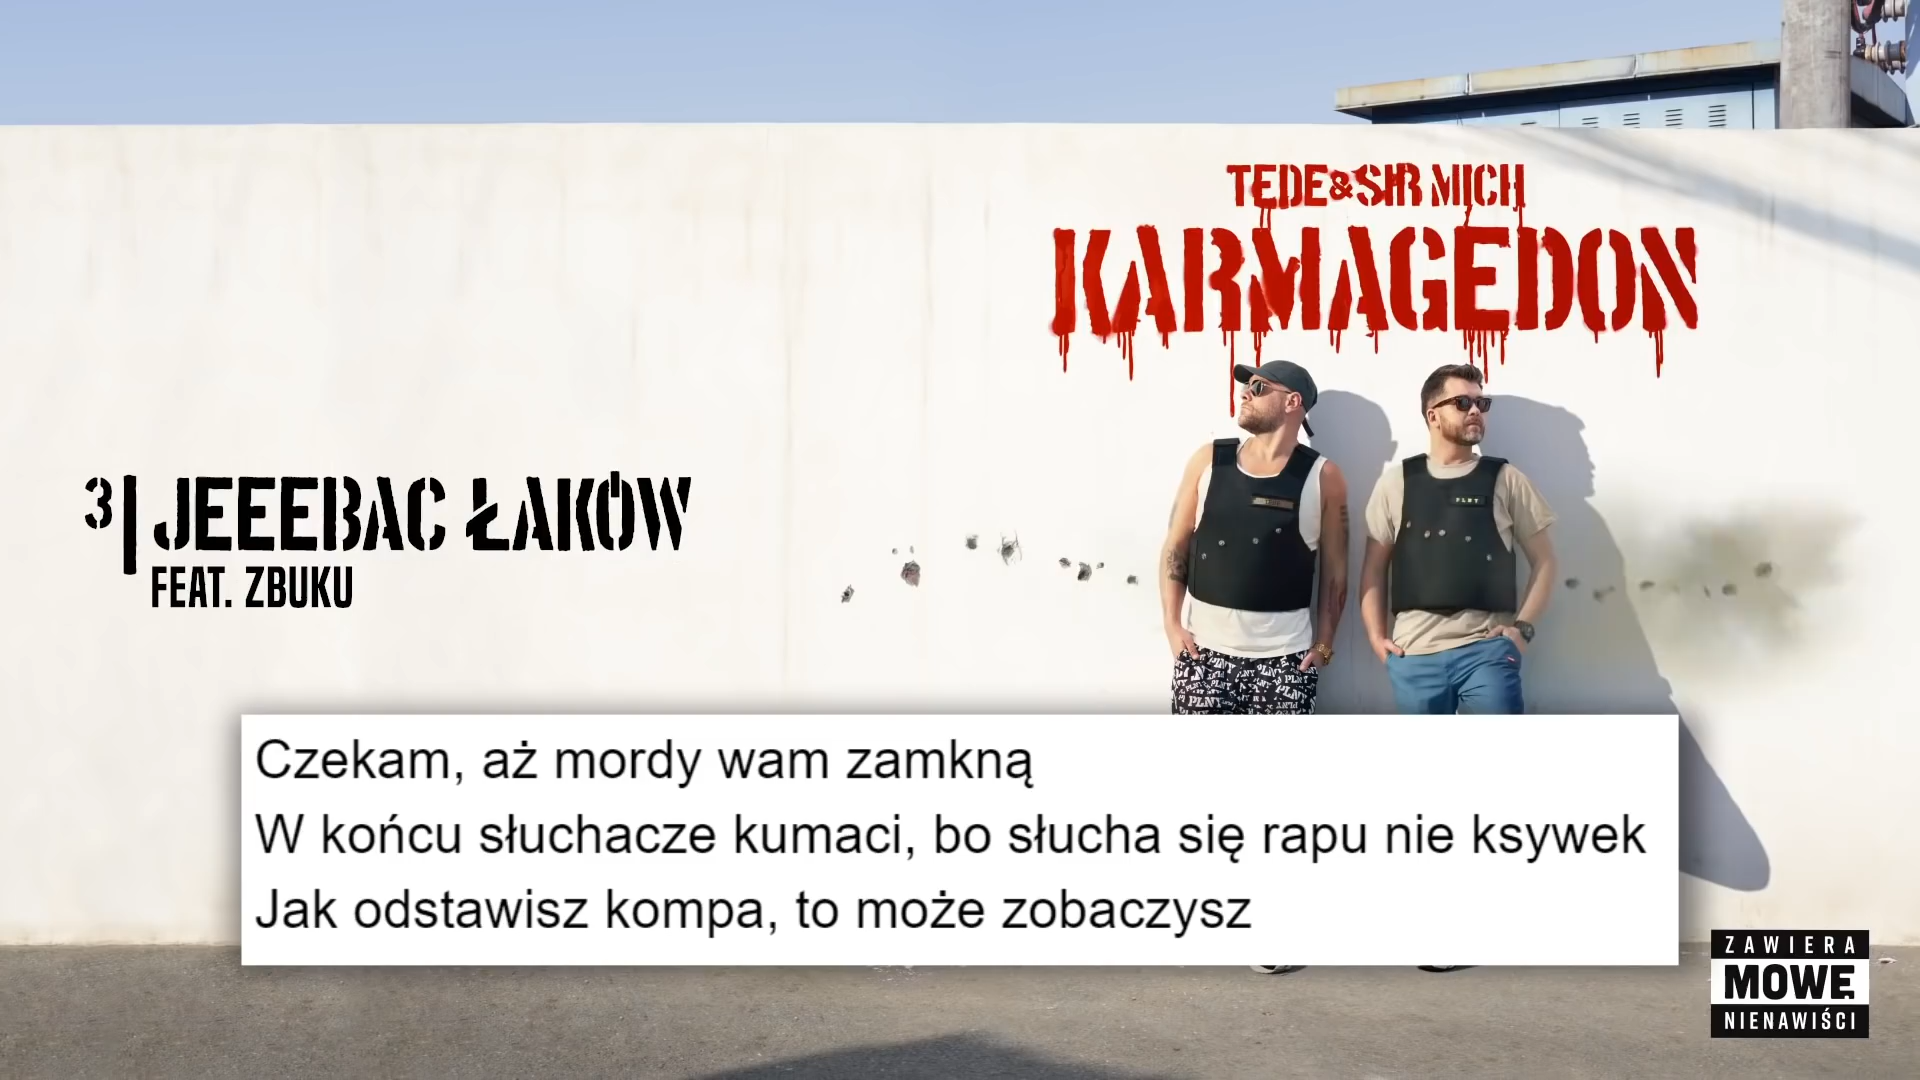 TEDE&SIR MICH
KARMAGEDON
3| JEEEBAC ŁAKÓW
FEAT. ZBUKU
PLNY
Czekam, aż mordy wam zamkną
W końcu słuchacze kumaci, bo słucha się rapu nie ksywek
Jak odstawisz kompa, to może zobaczysz
ZAWIERA
MOWĘ
NIENAWIŚCI